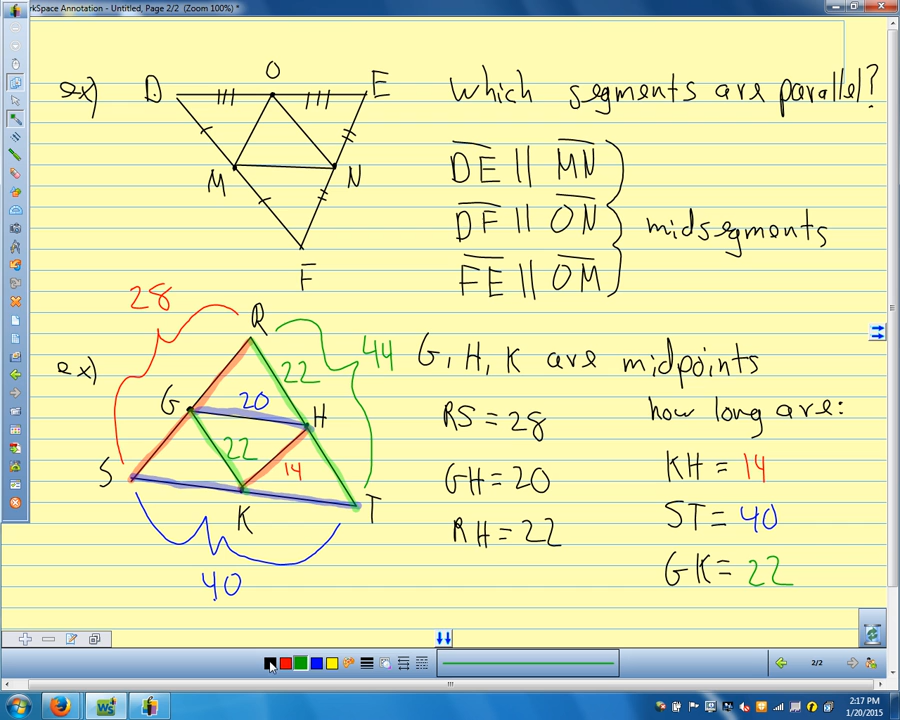 rkSpace Annotation - Untitled, Page 2/2 (Zoom 100%) *
ex)
D
O
E
M
N
F
Which segments are parallel?
DE || MN
DF || ON
FE || OM
midsegments
ex)
28
R
22
44
G
20
H
22
14
S
K
T
40
G, H, K are midpoints
RS = 28
GH = 20
RH = 22
how long are:
KH = 14
ST = 40
GK = 22
2/2
WS
2:17 PM
1/20/2015